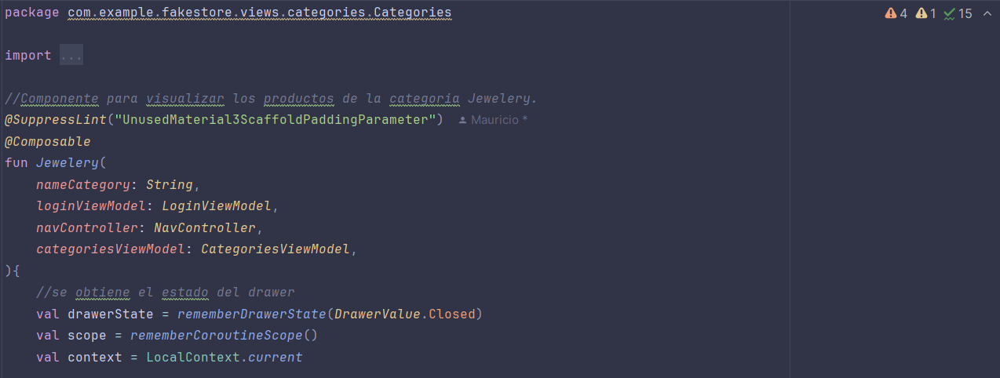 package com.example.fakestore.views.categories.Categories
4 1 15
import ...
//Componente para visualizar los productos de la categoria Jewelery.
@SuppressLint("UnusedMaterial3ScaffoldPaddingParameter") Mauricio *
@Composable
fun Jewelery(
    nameCategory: String,
    loginViewModel: LoginViewModel,
    navController: NavController,
    categoriesViewModel: CategoriesViewModel,
){
    //se obtiene el estado del drawer
    val drawerState = rememberDrawerState(DrawerValue.Closed)
    val scope = rememberCoroutineScope()
    val context = LocalContext.current